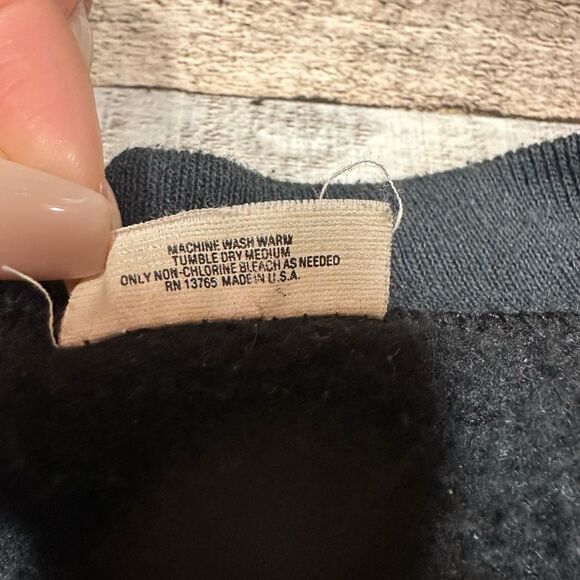 MACHINE WASH WARM
TUMBLE DRY MEDIUM
ONLY NON-CHLORINE BLEACH AS NEEDED
RN 13765 MADE IN U.S.A.